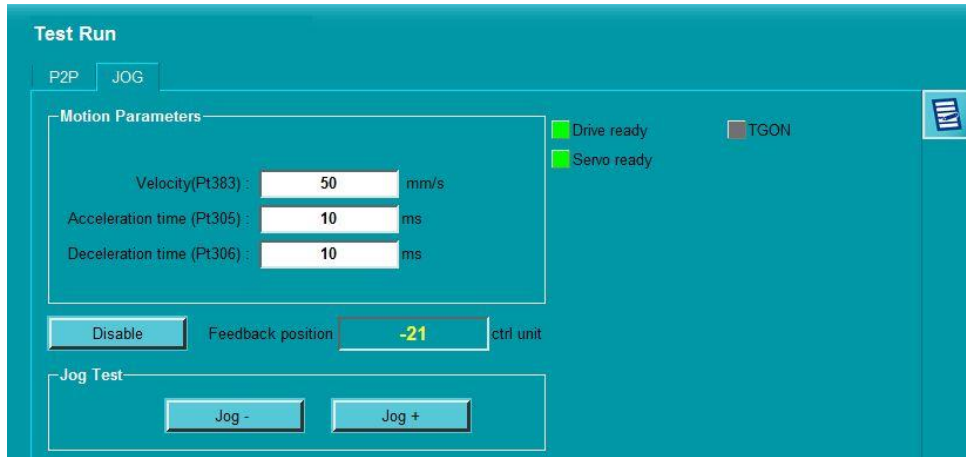 Test Run
P2P JOG
Motion Parameters
Drive ready TGON
Servo ready
Velocity(Pt383) : 50 mm/s
Acceleration time (Pt305) : 10 ms
Deceleration time (Pt306) : 10 ms
Disable Feedback position -21 ctrl unit
Jog Test
Jog - Jog +